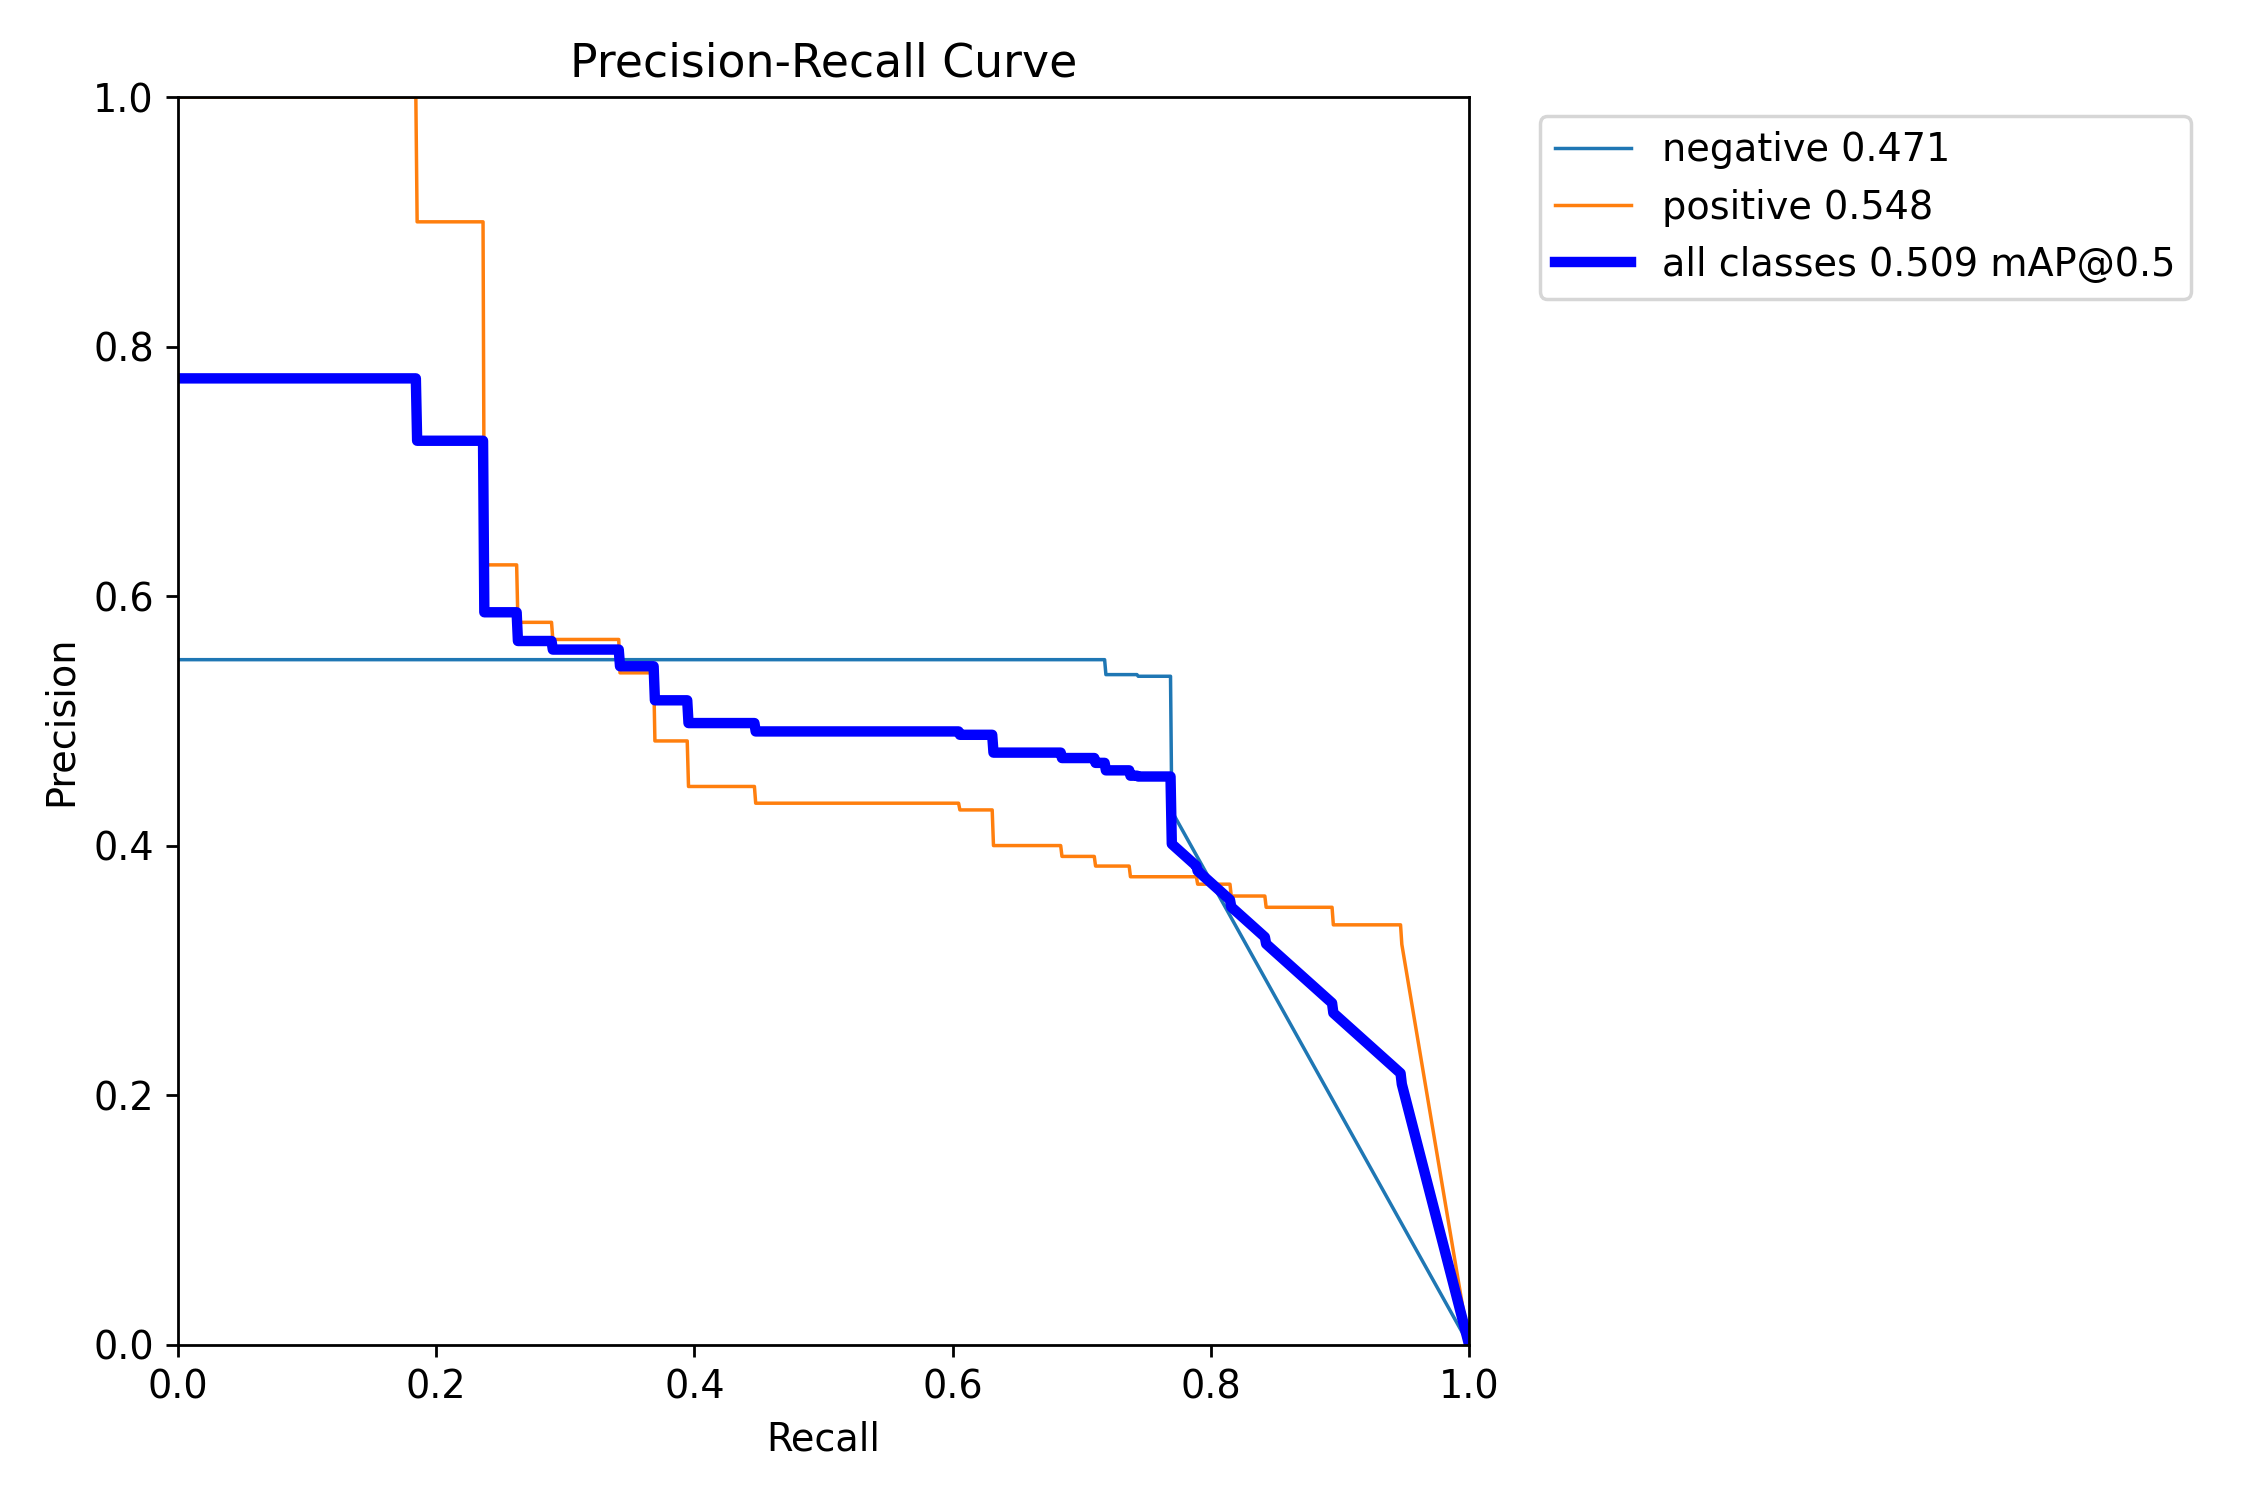 Precision-Recall Curve
1.0
0.8
0.6
0.4
0.2
0.0
Precision
0.0 0.2 0.4 0.6 0.8 1.0
Recall
negative 0.471
positive 0.548
all classes 0.509 mAP@0.5